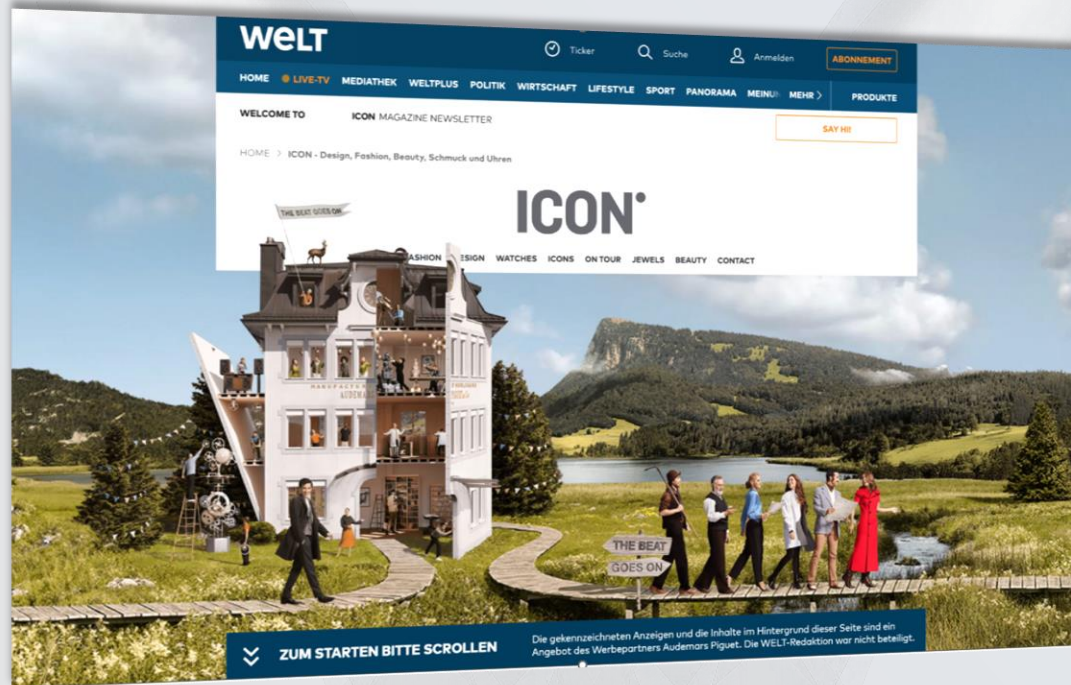 WELT
Ticker Suche Anmelden ABONNEMENT
HOME LIVE-TV MEDIATHEK WELTPLUS POLITIK WIRTSCHAFT LIFESTYLE SPORT PANORAMA MEINUN MEHR > PRODUKTE
WELCOME TO ICON MAGAZINE NEWSLETTER SAY HI!
HOME > ICON - Design, Fashion, Beauty, Schmuck und Uhren
ICON
THE BEAT GOES ON
FASHION DESIGN WATCHES ICONS ON TOUR JEWELS BEAUTY CONTACT
THE BEAT
GOES ON
ZUM STARTEN BITTE SCROLLEN
Die gekennzeichneten Anzeigen und die Inhalte im Hintergrund dieser Seite sind ein
Angebot des Werbepartners Audemars Piguet. Die WELT-Redaktion war nicht beteiligt.